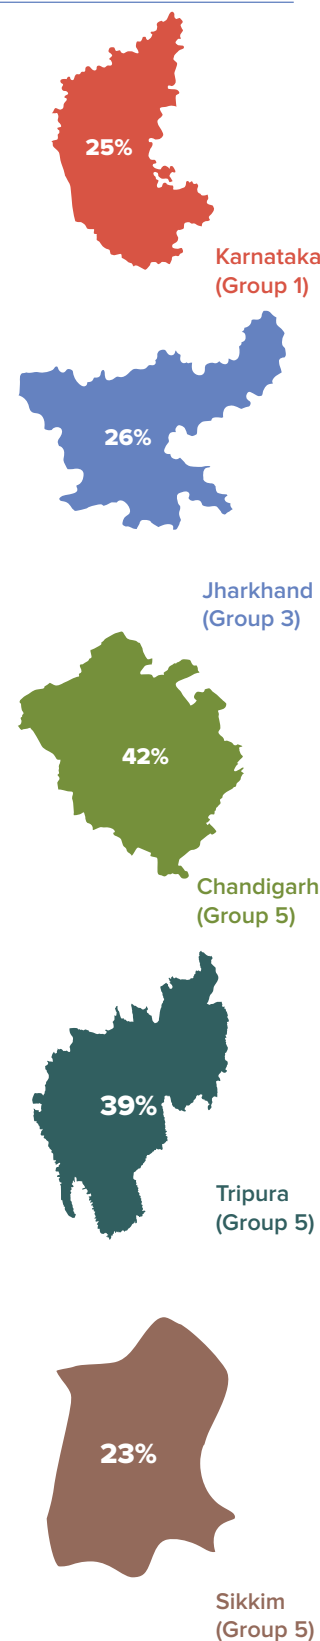 25%
Karnataka
(Group 1)
26%
Jharkhand
(Group 3)
42%
Chandigarh
(Group 5)
39%
Tripura
(Group 5)
23%
Sikkim
(Group 5)